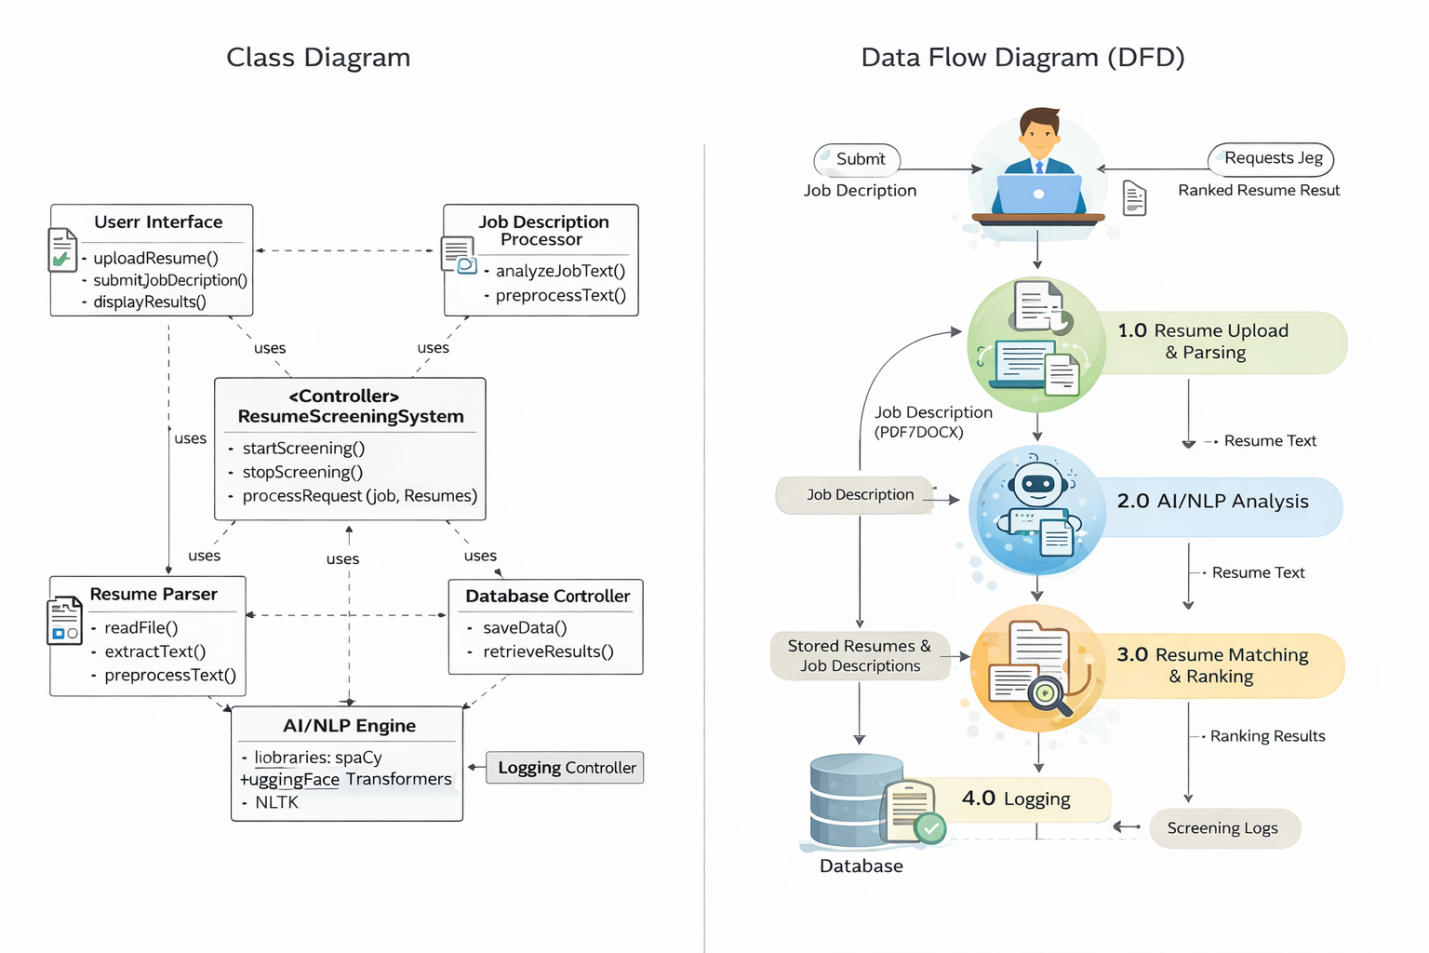 Class Diagram
Userr Interface
- uploadResume()
- submitJobDecription()
- displayResults()
Job Description
Processor
- analyzeJobText()
- preprocessText()
uses
uses
uses
<Controller>
ResumeScreeningSystem
- startScreening()
- stopScreening()
- processRequest (job, Resumes)
uses
uses
uses
Resume Parser
- readFile()
- extractText()
- preprocessText()
Database Controller
- saveData()
- retrieveResults()
AI/NLP Engine
- liobraries: spaCy
+uggingFace Transformers
- NLTK
Logging Controller
Data Flow Diagram (DFD)
Submit
Job Decription
Requests Jeg
Ranked Resume Resut
1.0 Resume Upload
& Parsing
Job Description
(PDF7DOCX)
Resume Text
Job Description
2.0 AI/NLP Analysis
Resume Text
Stored Resumes &
Job Descriptions
3.0 Resume Matching
& Ranking
Ranking Results
4.0 Logging
Screening Logs
Database